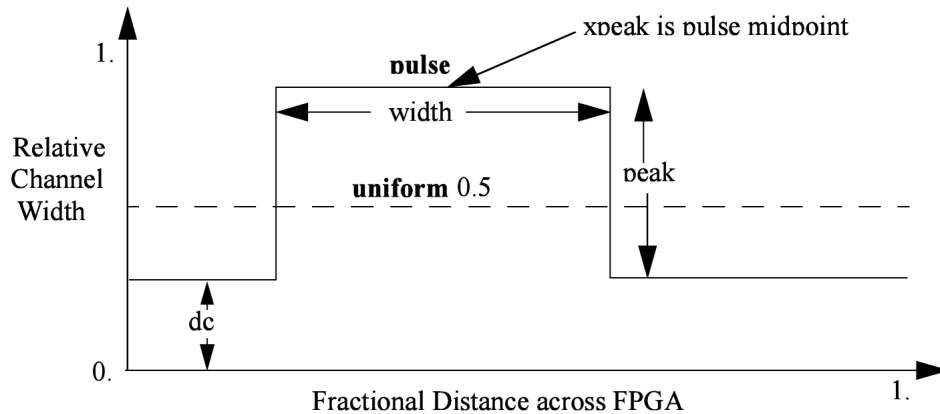 xpeak is pulse midpoint
1.
pulse
width
Relative
Channel
Width
peak
uniform 0.5
dc
0.
1.
Fractional Distance across FPGA